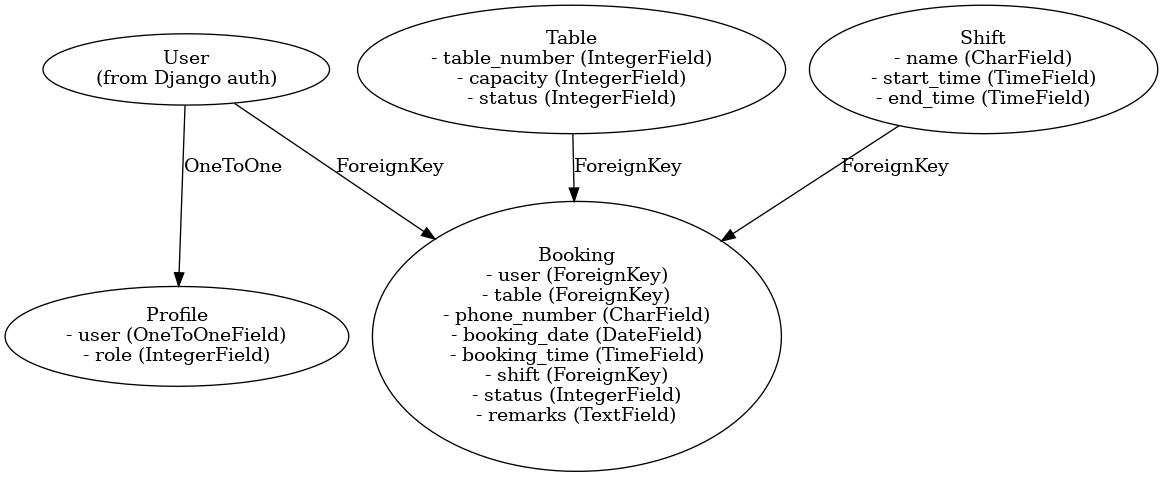 User
(from Django auth)
Table
- table_number (IntegerField)
- capacity (IntegerField)
- status (IntegerField)
Shift
- name (CharField)
- start_time (TimeField)
- end_time (TimeField)
OneToOne
ForeignKey
ForeignKey
ForeignKey
Profile
- user (OneToOneField)
- role (IntegerField)
Booking
- user (ForeignKey)
- table (ForeignKey)
- phone_number (CharField)
- booking_date (DateField)
- booking_time (TimeField)
- shift (ForeignKey)
- status (IntegerField)
- remarks (TextField)